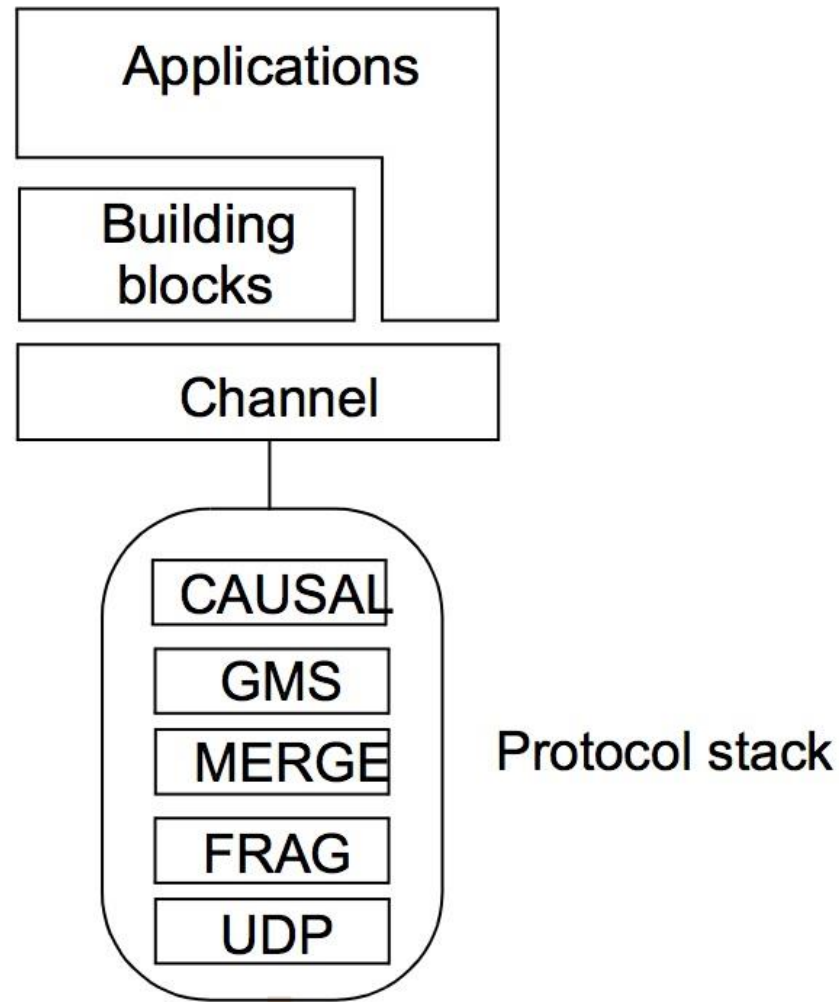 Applications
Building
blocks
Channel
CAUSAL
GMS
MERGE
Protocol stack
FRAG
UDP